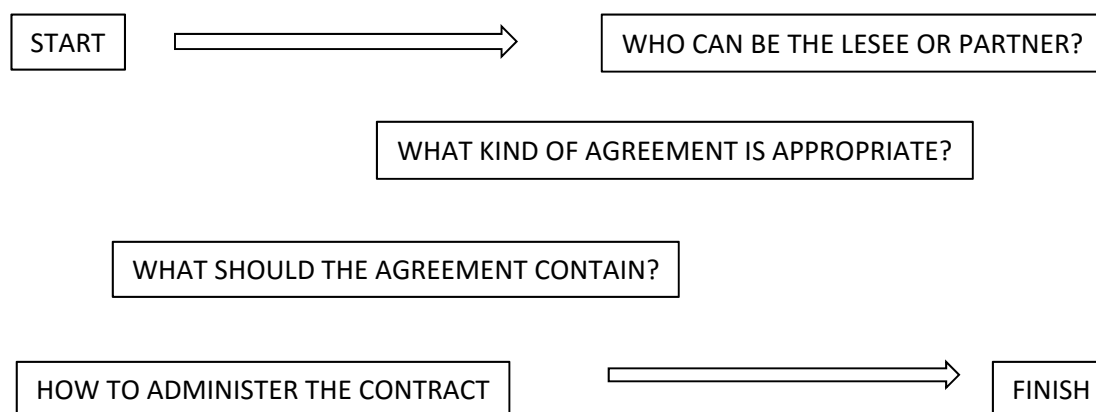 START
WHO CAN BE THE LESEE OR PARTNER?
WHAT KIND OF AGREEMENT IS APPROPRIATE?
WHAT SHOULD THE AGREEMENT CONTAIN?
HOW TO ADMINISTER THE CONTRACT
FINISH